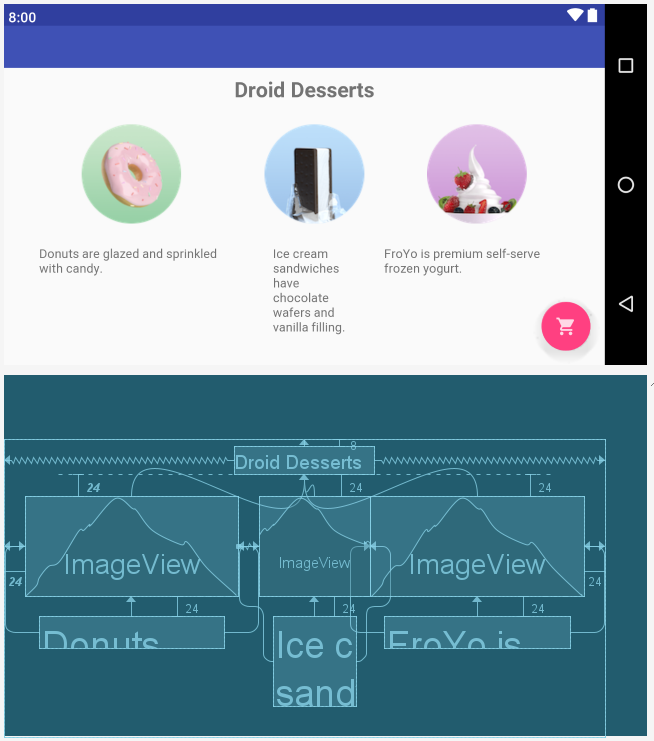 8:00
Droid Desserts
Donuts are glazed and sprinkled
with candy.
Ice cream
sandwiches
have
chocolate
wafers and
vanilla filling.
FroYo is premium self-serve
frozen yogurt.
8
Droid Desserts
24
24
24
ImageView
ImageView
ImageView
24
24
24
24
24
Donuts
Ice c
sand
FroYo is